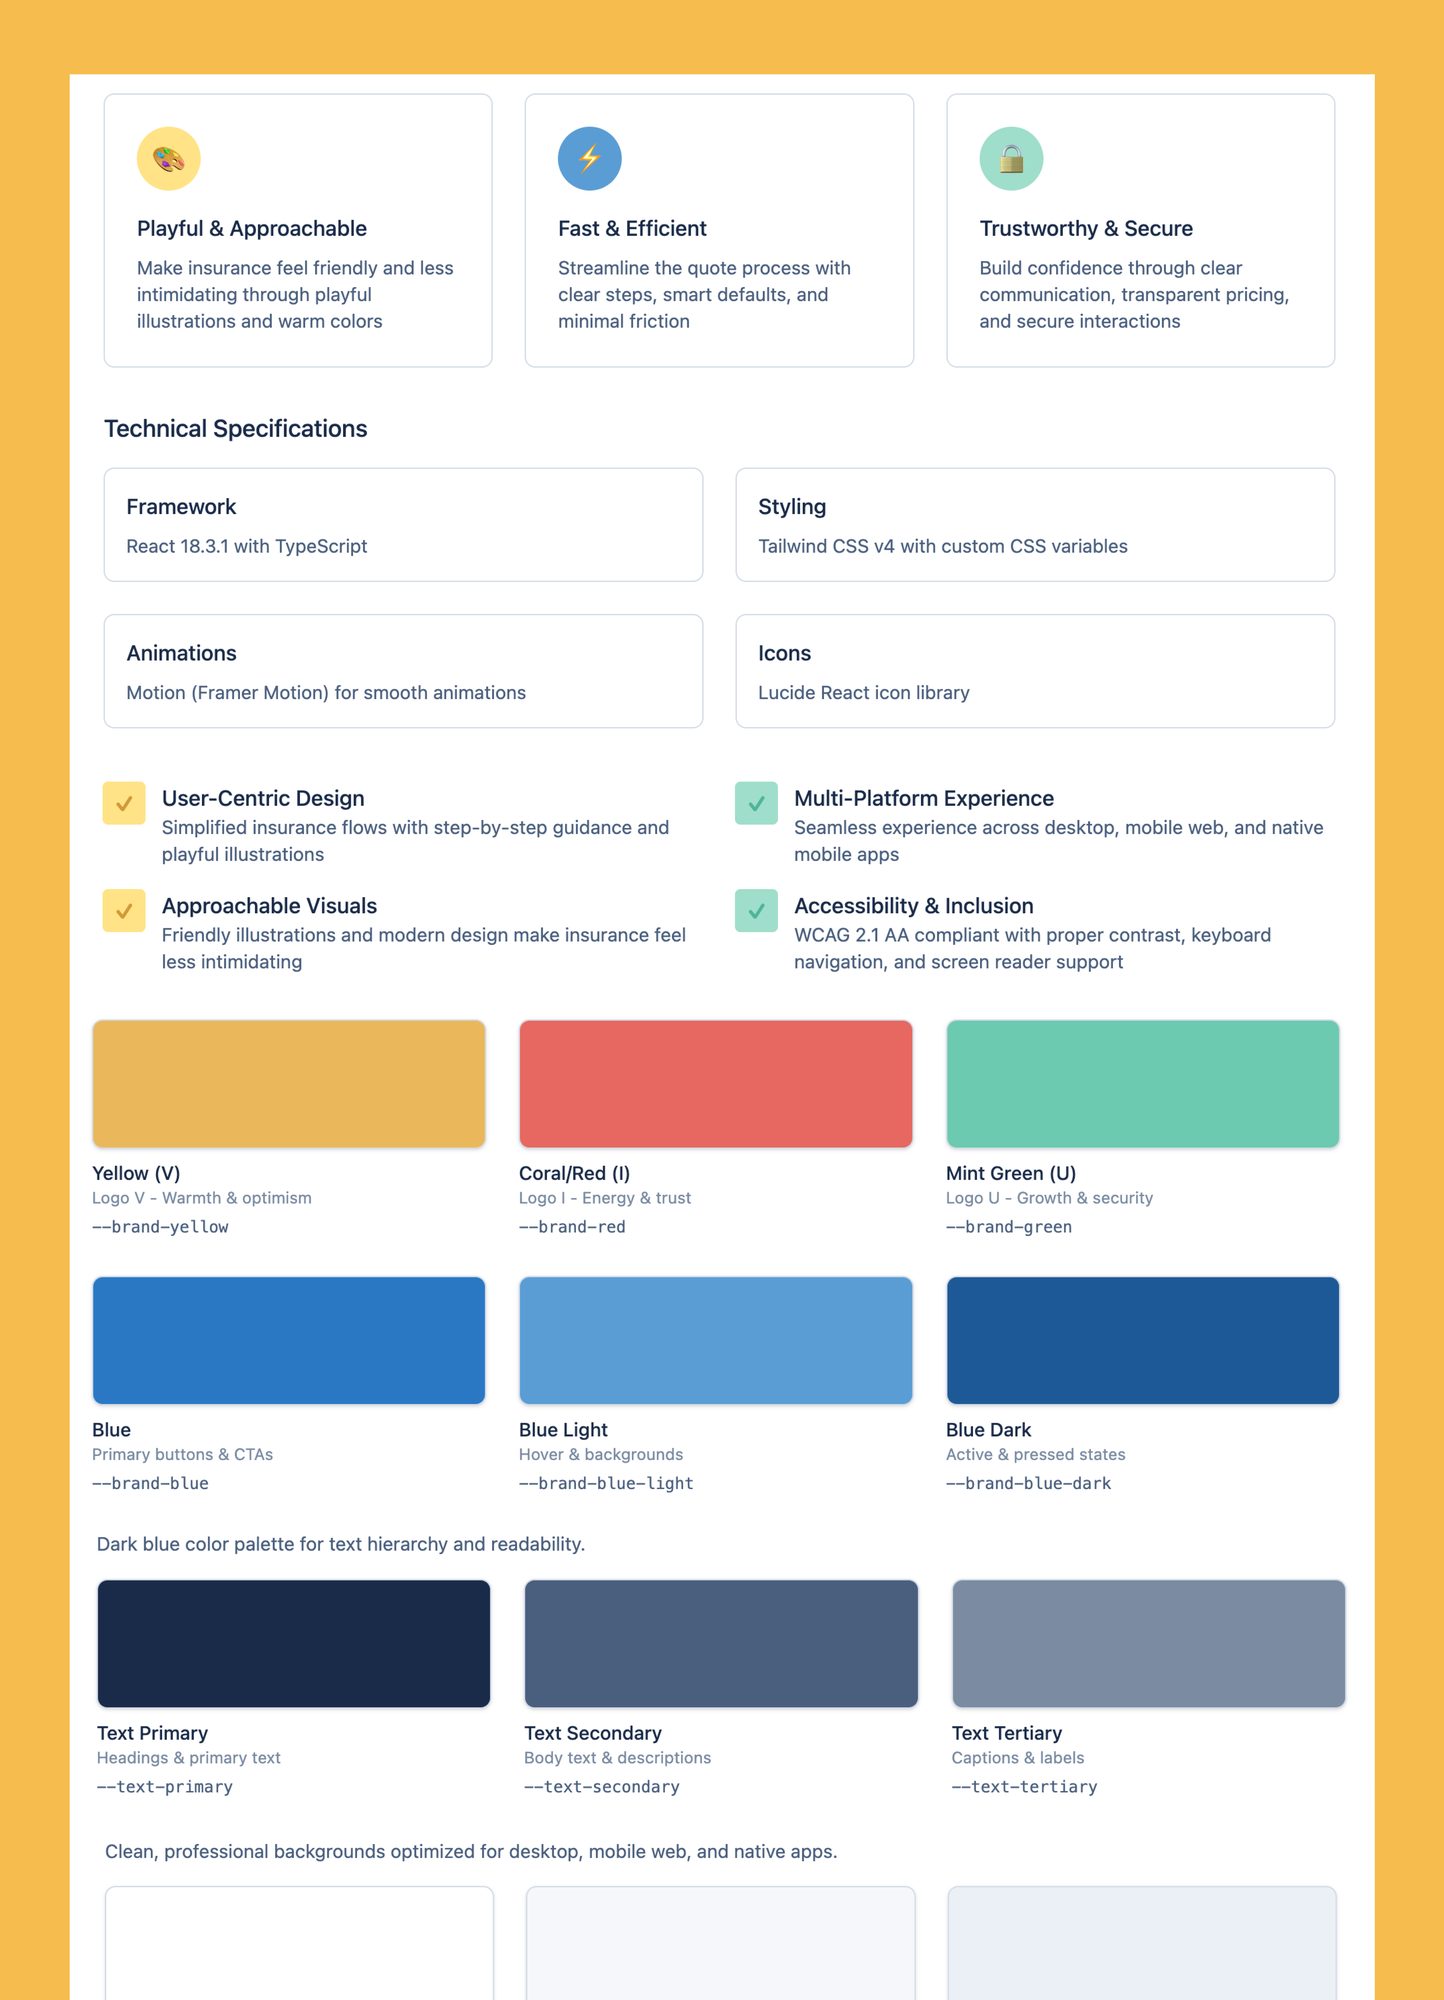 Playful & Approachable
Make insurance feel friendly and less
intimidating through playful
illustrations and warm colors
Fast & Efficient
Streamline the quote process with
clear steps, smart defaults, and
minimal friction
Trustworthy & Secure
Build confidence through clear
communication, transparent pricing,
and secure interactions
Technical Specifications
Framework
React 18.3.1 with TypeScript
Styling
Tailwind CSS v4 with custom CSS variables
Animations
Motion (Framer Motion) for smooth animations
Icons
Lucide React icon library
User-Centric Design
Simplified insurance flows with step-by-step guidance and
playful illustrations
Multi-Platform Experience
Seamless experience across desktop, mobile web, and native
mobile apps
Approachable Visuals
Friendly illustrations and modern design make insurance feel
less intimidating
Accessibility & Inclusion
WCAG 2.1 AA compliant with proper contrast, keyboard
navigation, and screen reader support
Yellow (V)
Logo V - Warmth & optimism
--brand-yellow
Coral/Red (I)
Logo I - Energy & trust
--brand-red
Mint Green (U)
Logo U - Growth & security
--brand-green
Blue
Primary buttons & CTAs
--brand-blue
Blue Light
Hover & backgrounds
--brand-blue-light
Blue Dark
Active & pressed states
--brand-blue-dark
Dark blue color palette for text hierarchy and readability.
Text Primary
Headings & primary text
--text-primary
Text Secondary
Body text & descriptions
--text-secondary
Text Tertiary
Captions & labels
--text-tertiary
Clean, professional backgrounds optimized for desktop, mobile web, and native apps.